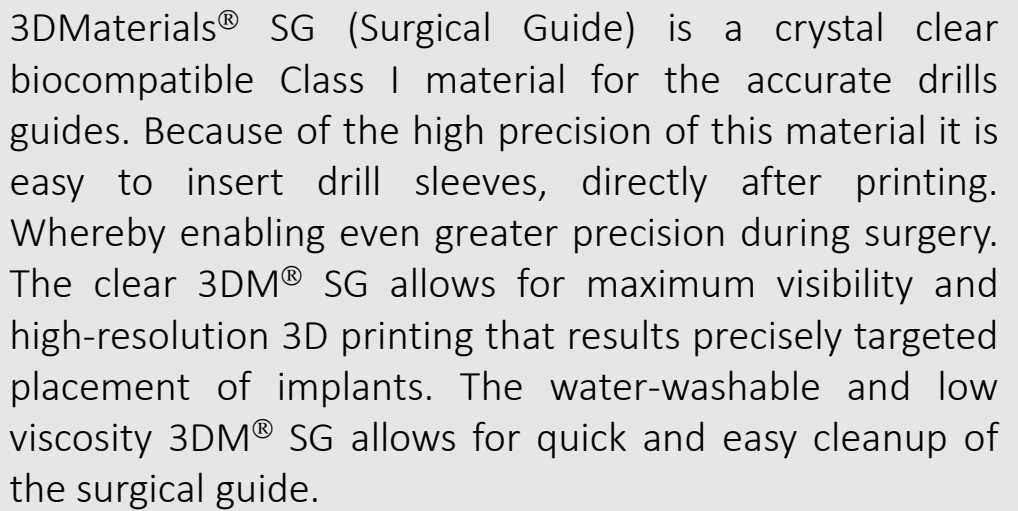 3DMaterials® SG (Surgical Guide) is a crystal clear
biocompatible Class I material for the accurate drills
guides. Because of the high precision of this material it is
easy to insert drill sleeves, directly after printing.
Whereby enabling even greater precision during surgery.
The clear 3DM® SG allows for maximum visibility and
high-resolution 3D printing that results precisely targeted
placement of implants. The water-washable and low
viscosity 3DM® SG allows for quick and easy cleanup of
the surgical guide.